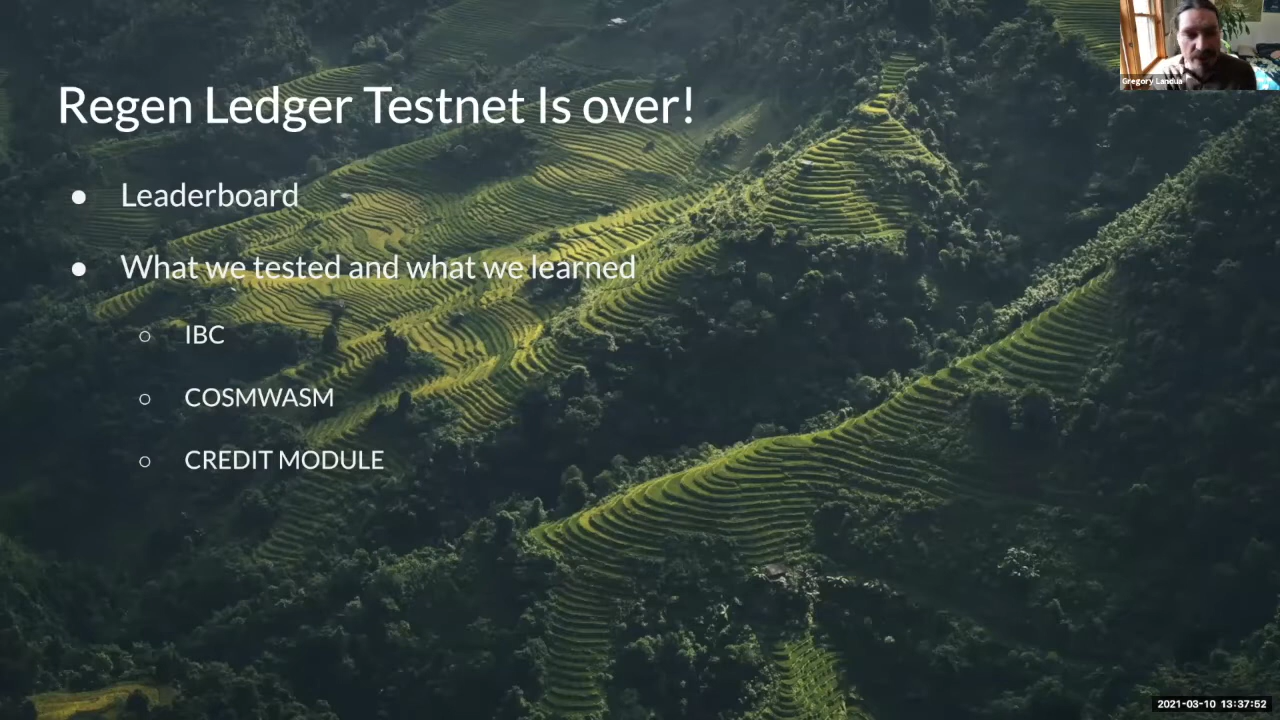 Regen Ledger Testnet Is over!
Gregory Landua
● Leaderboard
● What we tested and what we learned
○ IBC
○ COSMWASM
○ CREDIT MODULE
2021-03-10 13:37:52